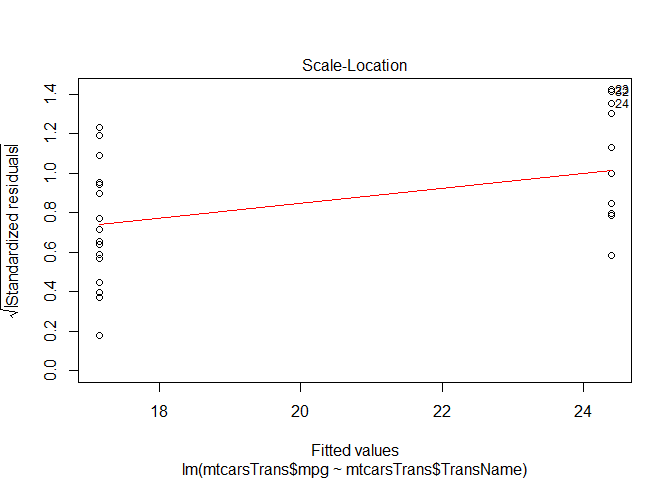 Scale-Location
√|Standardized residuals|
0.0 0.2 0.4 0.6 0.8 1.0 1.2 1.4
24
18 20 22 24
Fitted values
lm(mtcarsTrans$mpg ~ mtcarsTrans$TransName)